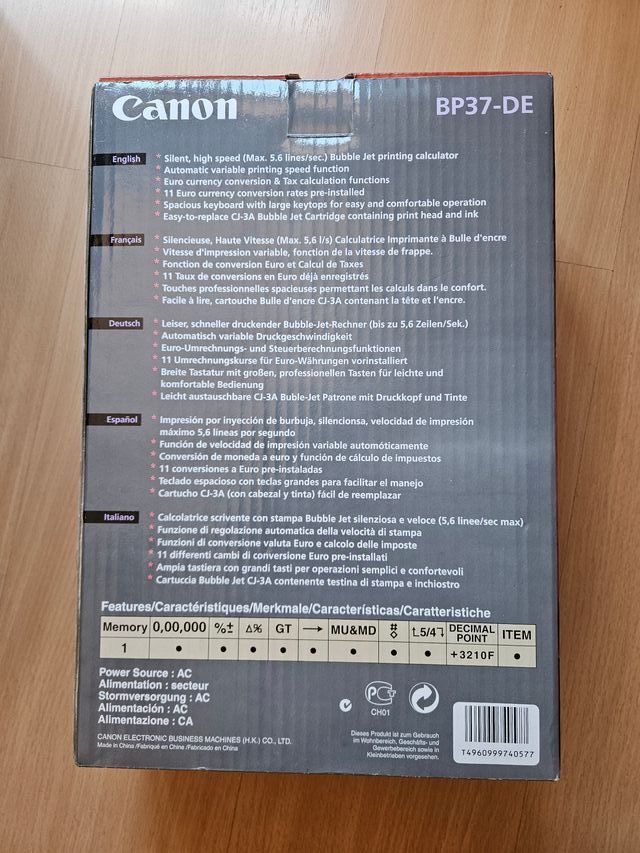 Canon
BP37-DE
English
* Silent, high speed (Max. 5.6 lines/sec.) Bubble Jet printing calculator
* Automatic variable printing speed function
* Euro currency conversion & Tax calculation functions
* 11 Euro currency conversion rates pre-installed
* Spacious keyboard with large keytops for easy and comfortable operation
* Easy-to-replace CJ-3A Bubble Jet Cartridge containing print head and ink
Français
* Silencieuse, Haute Vitesse (Max. 5,6 l/s) Calculatrice Imprimante à Bulle d'encre
* Vitesse d'impression variable, fonction de la vitesse de frappe.
* Fonction de conversion Euro et Calcul de Taxes
* 11 Taux de conversions en Euro déjà enregistrés
* Touches professionnelles spacieuses permettant les calculs dans le confort.
* Facile à lire, cartouche Bulle d'encre CJ-3A contenant la tête et l'encre.
Deutsch
* Leiser, schneller druckender Bubble-Jet-Rechner (bis zu 5,6 Zeilen/Sek.)
* Automatisch variable Druckgeschwindigkeit
* Euro-Umrechnungs- und Steuerberechnungsfunktionen
* 11 Umrechnungskurse für Euro-Währungen vorinstalliert
* Breite Tastatur mit großen, professionellen Tasten für leichte und
komfortable Bedienung
* Leicht austauschbare CJ-3A Buble-Jet Patrone mit Druckkopf und Tinte
Español
* Impresión por inyección de burbuja, silencionsa, velocidad de impresión
máximo 5,6 líneas por segundo
* Función de velocidad de impresión variable automóticamente
* Conversión de moneda a euro y función de cálculo de impuestos
* 11 conversiones a Euro pre-instaladas
* Teclado espacioso con teclas grandes para facilitar el manejo
* Cartucho CJ-3A (con cabezal y tinta) fácil de reemplazar
Italiano
* Calcolatrice scrivente con stampa Bubble Jet silenziosa e veloce (5,6 linee/sec max)
* Funzione di regolazione automatica della velocità di stampa
* Funzioni di conversione valuta Euro e calcolo delle imposte
* 11 differenti cambi di conversione Euro pre-installati
* Ampia tastiera con grandi tasti per operazioni semplici e confortevoli
* Cartuccia Bubble Jet CJ-3A contenente testina di stampa e inchiostro
Features/Caractéristiques/Merkmale/Características/Caratteristiche
Memory 0,00,000 %± Δ% GT → MU&MD # ◇ 5/4 DECIMAL POINT ITEM
1 • • • • • • • • +3210F •
Power Source : AC
Alimentation : secteur
Stormversorgung : AC
Alimentación : AC
Alimentazione : CA
CANON ELECTRONIC BUSINESS MACHINES (H.K.) CO., LTD.
Made in China /Fabriqué en Chine /Fabricado en China
CH01
Dieses Produkt ist zum Gebrauch
im Wohnbereich, Geschäfts- und
Gewerbebereich sowie in
Kleinbetrieben vorgesehen.
T4960999740577